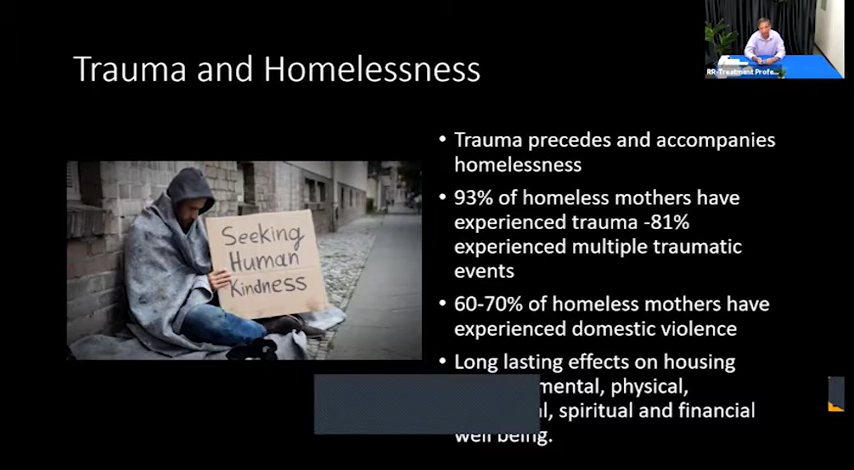 Trauma and Homelessness
RR-Treatment Profe...
Seeking
Human
Kindness
• Trauma precedes and accompanies
homelessness
• 93% of homeless mothers have
experienced trauma -81%
experienced multiple traumatic
events
• 60-70% of homeless mothers have
experienced domestic violence
• Long lasting effects on housing
mental, physical,
spiritual and financial
well being.